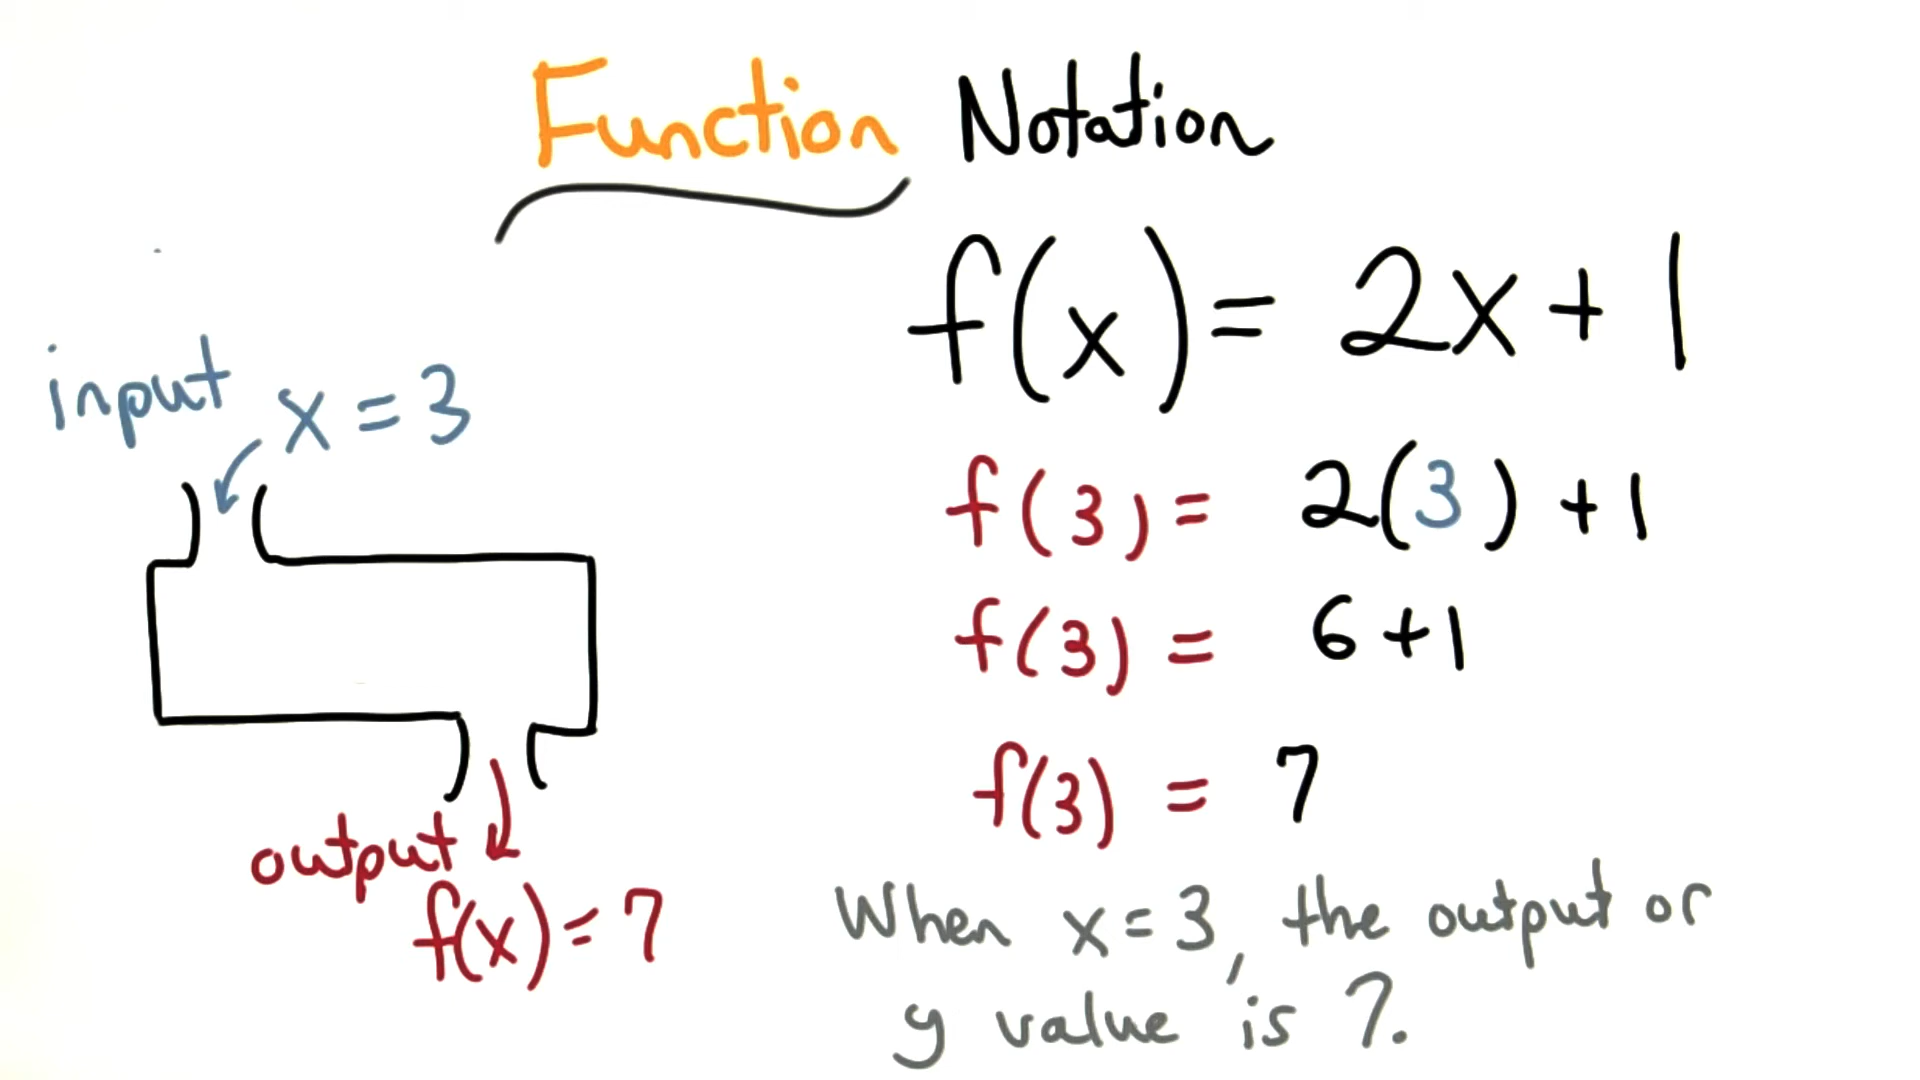 Function Notation
f(x) = 2x + 1
input x = 3
f(3) = 2(3) + 1
f(3) = 6 + 1
f(3) = 7
output
f(x) = 7
When x = 3, the output or
y value is 7.